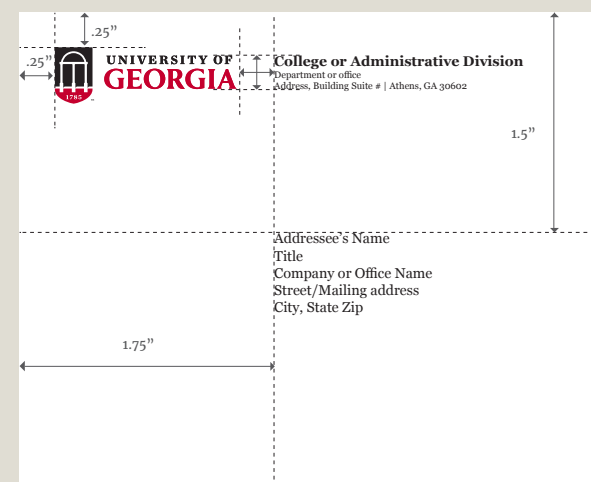 .25”
.25”
UNIVERSITY OF
GEORGIA
1785
College or Administrative Division
Department or office
Address, Building Suite # | Athens, GA 30602
1.5”
Addressee’s Name
Title
Company or Office Name
Street/Mailing address
City, State Zip
1.75”